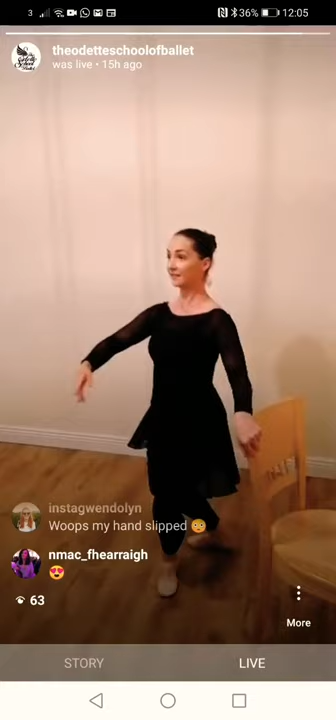 3
36%
12:05
theodetteschoolofballet
was live • 15h ago
instagwendolyn
Woops my hand slipped 😳
nmac_fhearraigh
😍
63
More
STORY
LIVE